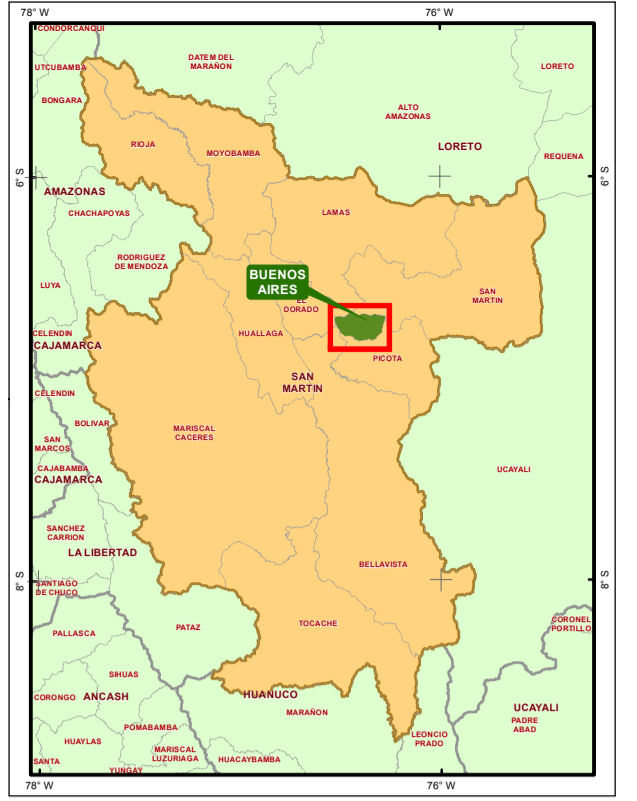 78° W
76° W
CONDORCANQUI
DATEM DEL
MARAÑON
UTCUBAMBA
LORETO
BONGARA
ALTO
AMAZONAS
RIOJA
MOYOBAMBA
LORETO
REQUENA
6° S
6° S
AMAZONAS
CHACHAPOYAS
LAMAS
RODRIGUEZ
DE MENDOZA
BUENOS
AIRES
LUYA
SAN
MARTIN
EL
DORADO
CELENDIN
CAJAMARCA
HUALLAGA
PICOTA
SAN
MARTIN
CELENDIN
BOLIVAR
MARISCAL
CACERES
SAN
MARCOS
CAJABAMBA
CAJAMARCA
UCAYALI
SANCHEZ
CARRION
LA LIBERTAD
BELLAVISTA
8° S
8° S
SANTIAGO
DE CHUCO
PALLASCA
PATAZ
TOCACHE
CORONEL
PORTILLO
SIHUAS
CORONGO
ANCASH
HUANUCO
MARAÑON
UCAYALI
PADRE
ABAD
POMABAMBA
HUAYLAS
MARISCAL
LUZURIAGA
HUACAYBAMBA
LEONCIO
PRADO
SANTA
YUNGAY
78° W
76° W